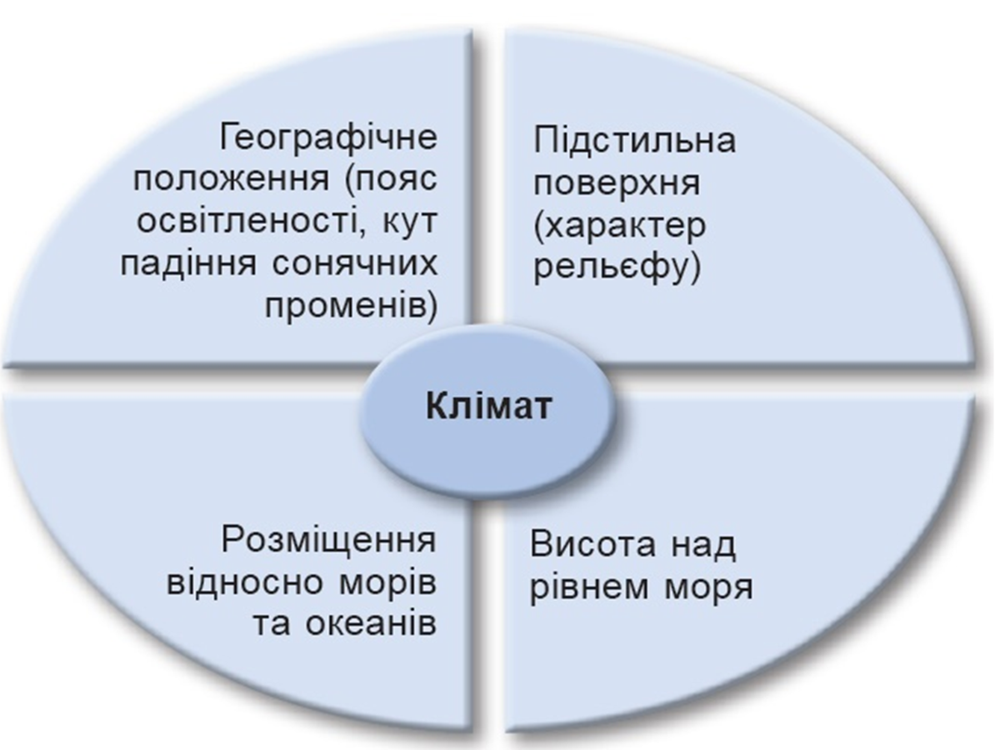 Географічне
положення (пояс
освітленості, кут
падіння сонячних
променів)
Підстильна
поверхня
(характер
рельєфу)
Клімат
Розміщення
відносно морів
та океанів
Висота над
рівнем моря